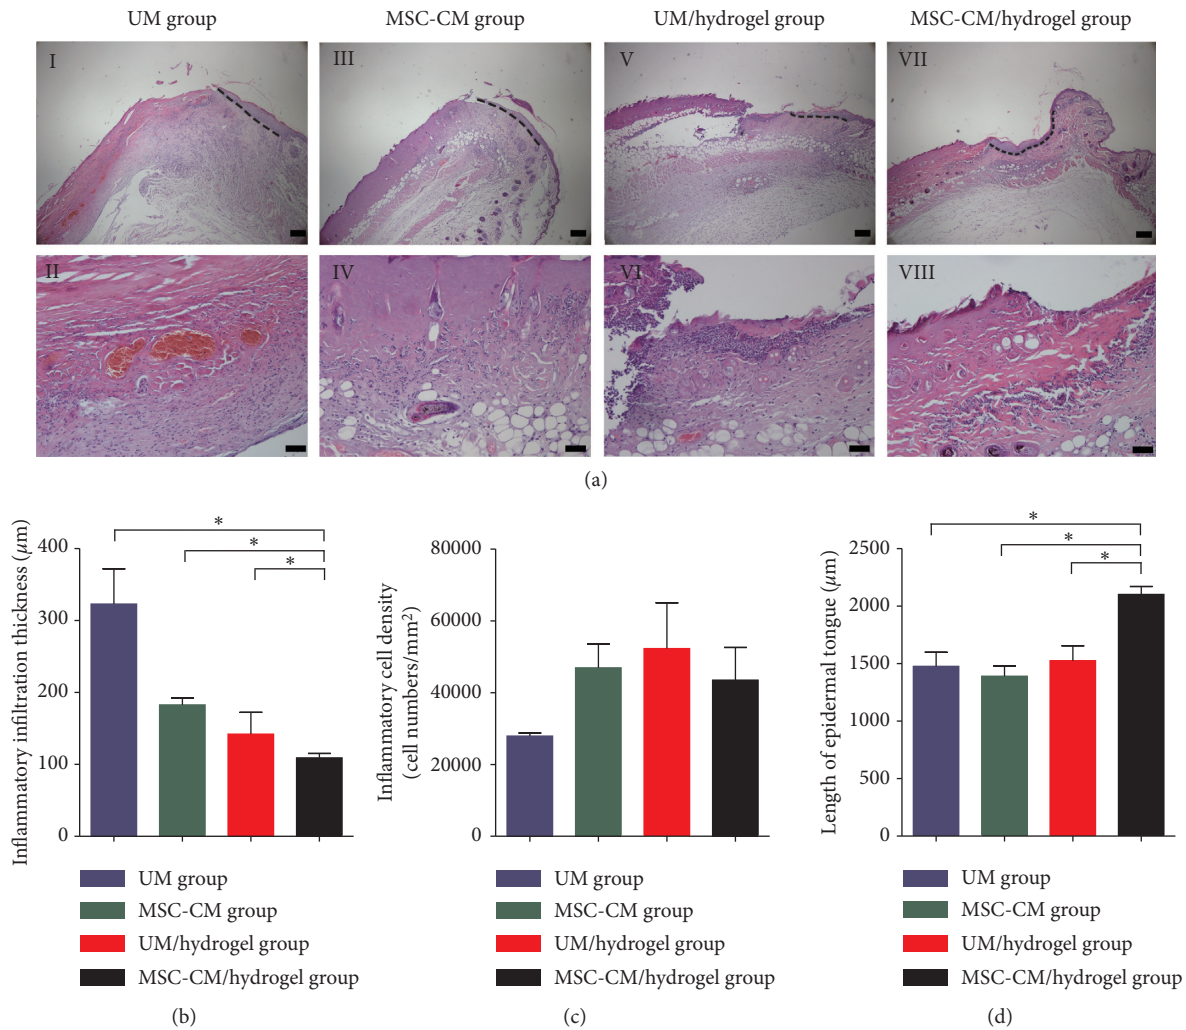 UM group
MSC-CM group
UM/hydrogel group
MSC-CM/hydrogel group
I
III
V
VII
II
IV
VI
VIII
(a)
Inflammatory infiltration thickness (μm)
400
300
200
100
0
*
*
*
UM group
MSC-CM group
UM/hydrogel group
MSC-CM/hydrogel group
(b)
Inflammatory cell density
(cell numbers/mm²)
80000
60000
40000
20000
0
UM group
MSC-CM group
UM/hydrogel group
MSC-CM/hydrogel group
(c)
Length of epidermal tongue (μm)
2500
2000
1500
1000
500
0
*
*
*
UM group
MSC-CM group
UM/hydrogel group
MSC-CM/hydrogel group
(d)